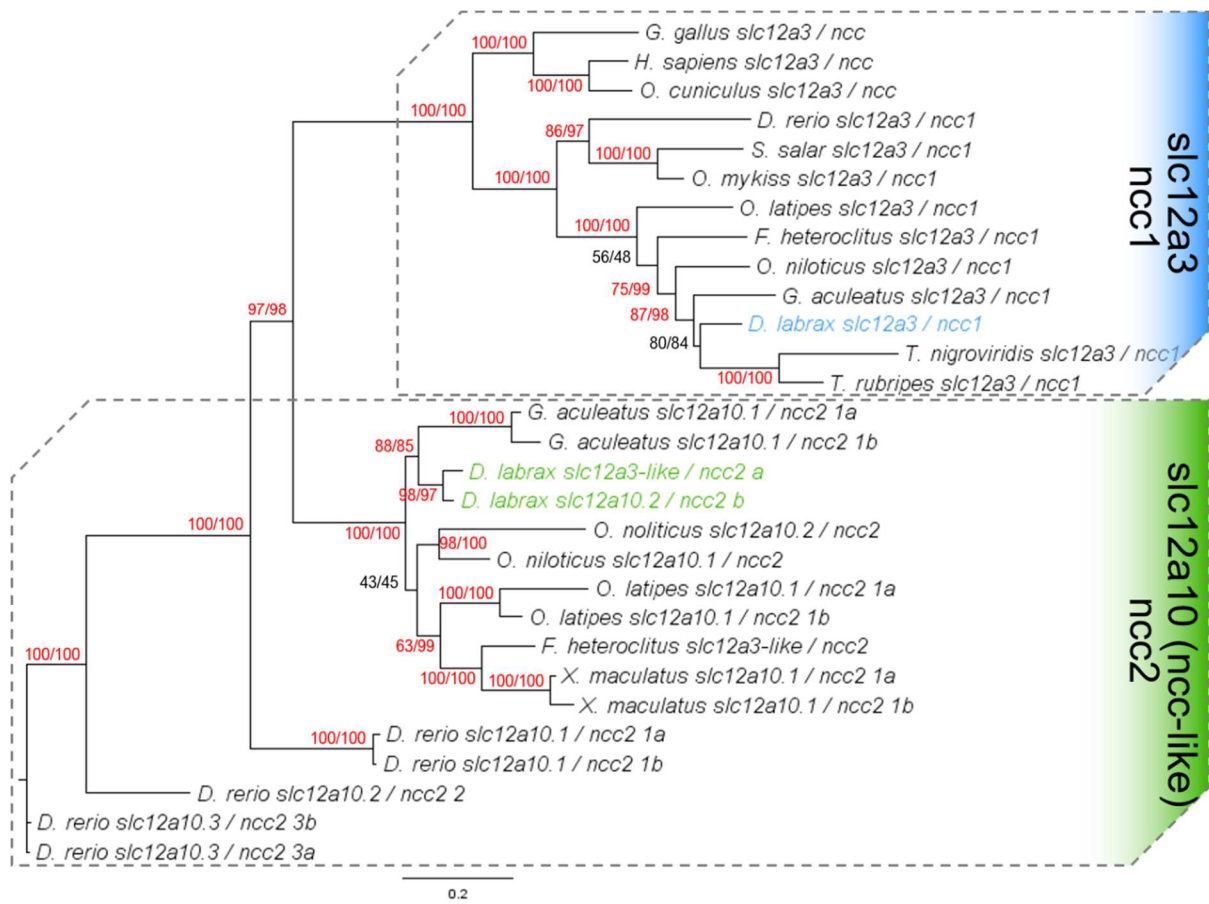 100/100
G. gallus slc12a3 / ncc
H. sapiens slc12a3 / ncc
100/100
O. cuniculus slc12a3 / ncc
100/100
D. rerio slc12a3 / ncc1
86/97
S. salar slc12a3 / ncc1
100/100
O. mykiss slc12a3 / ncc1
100/100
O. latipes slc12a3 / ncc1
100/100
F. heteroclitus slc12a3 / ncc1
56/48
O. niloticus slc12a3 / ncc1
75/99
G. aculeatus slc12a3 / ncc1
87/98
D. labrax slc12a3 / ncc1
80/84
T. nigroviridis slc12a3 / ncc1
100/100
T. rubripes slc12a3 / ncc1
slc12a3
ncc1
97/98
G. aculeatus slc12a10.1 / ncc2 1a
100/100
G. aculeatus slc12a10.1 / ncc2 1b
88/85
D. labrax slc12a3-like / ncc2 a
98/97
D. labrax slc12a10.2 / ncc2 b
100/100
100/100
O. noliticus slc12a10.2 / ncc2
98/100
O. niloticus slc12a10.1 / ncc2
43/45
O. latipes slc12a10.1 / ncc2 1a
100/100
O. latipes slc12a10.1 / ncc2 1b
63/99
F. heteroclitus slc12a3-like / ncc2
100/100
100/100
X. maculatus slc12a10.1 / ncc2 1a
X. maculatus slc12a10.1 / ncc2 1b
100/100
100/100
D. rerio slc12a10.1 / ncc2 1a
D. rerio slc12a10.1 / ncc2 1b
D. rerio slc12a10.2 / ncc2 2
D. rerio slc12a10.3 / ncc2 3b
D. rerio slc12a10.3 / ncc2 3a
slc12a10 (ncc-like)
ncc2
0.2